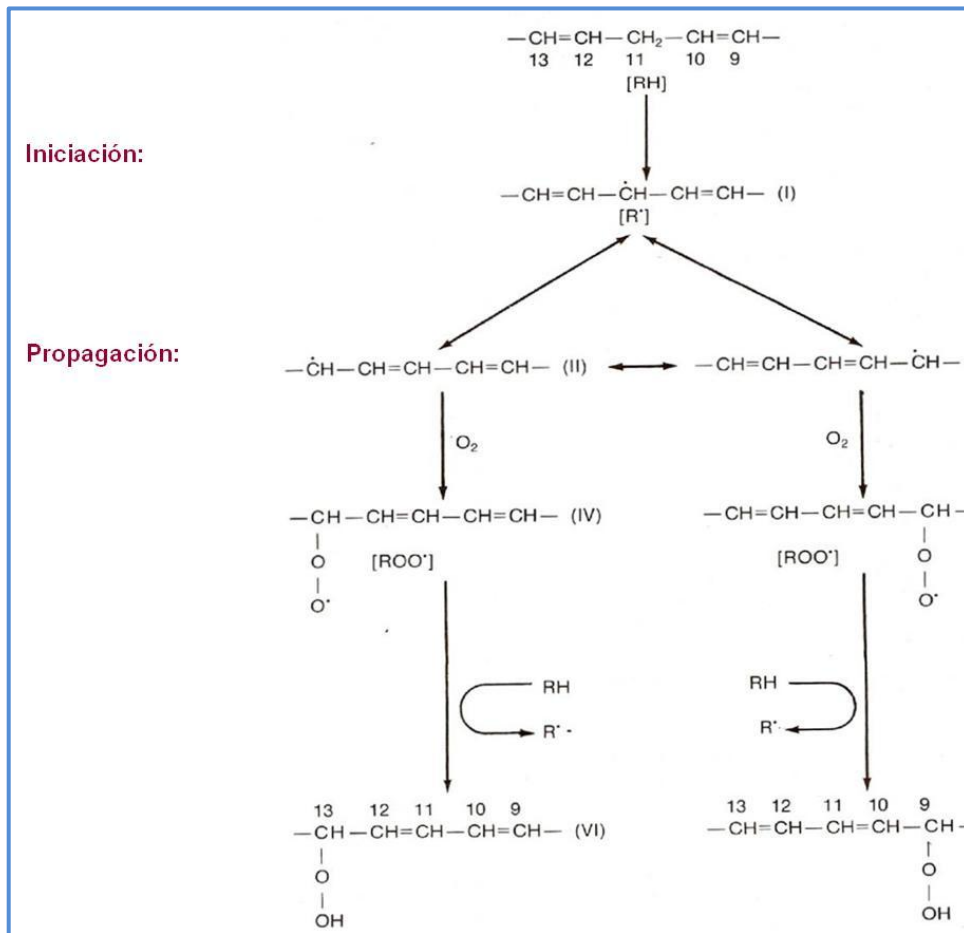 —CH=CH—CH₂—CH=CH—
13 12 11 10 9
[RH]
Iniciación:
—CH=CH—ĊH—CH=CH— (I)
[R˙]
Propagación:
—ĊH—CH=CH—CH=CH— (II)
—CH=CH—CH=CH—ĊH—
O₂
O₂
—CH—CH=CH—CH=CH— (IV)
—CH=CH—CH=CH—CH—
|
O
|
O˙
[ROO˙]
[ROO˙]
|
O
|
O˙
RH
R˙
RH
R˙
13 12 11 10 9
—CH—CH=CH—CH=CH— (VI)
|
O
|
OH
13 12 11 10 9
—CH=CH—CH=CH—CH—
|
O
|
OH